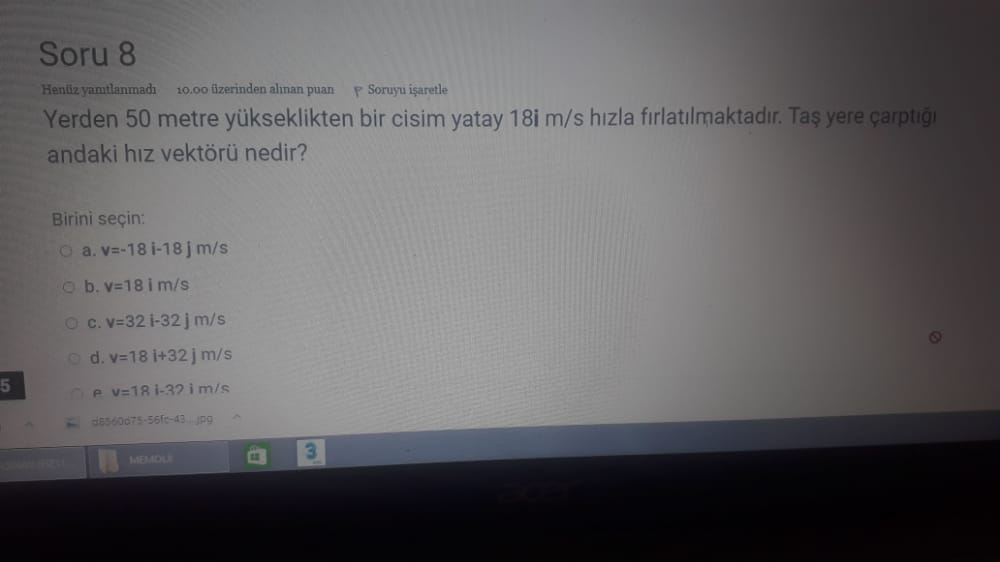 Soru 8
Henüz yanıtlanmadı 10.00 üzerinden alınan puan Soruyu işaretle
Yerden 50 metre yükseklikten bir cisim yatay 18i m/s hızla fırlatılmaktadır. Taş yere çarptığı
andaki hız vektörü nedir?
Birini seçin:
a. v=-18 i-18 j m/s
b. v=18 i m/s
c. v=32 i-32 j m/s
d. v=18 i+32 j m/s
e. v=18 i-32 j m/s
5
d8560d75-56fc-43....jpg
MEMDUI
3
acer